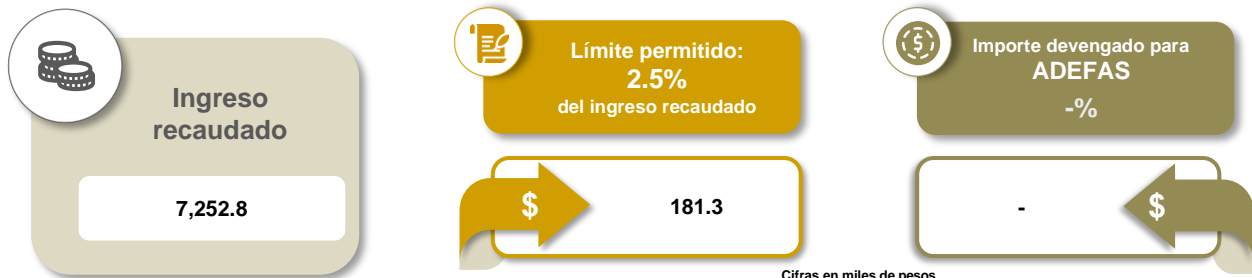 Ingreso
recaudado
7,252.8
Límite permitido:
2.5%
del ingreso recaudado
$
181.3
Importe devengado para
ADEFAS
-%
-
$
Cifras en miles de pesos